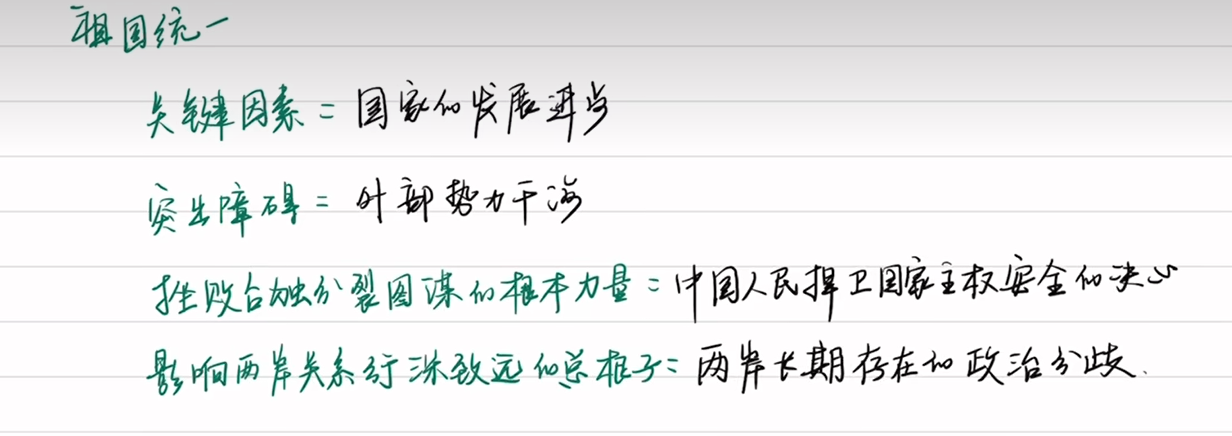 祖国统一
关键因素 = 国家的发展进步
突出障碍 = 外部势力干涉
挫败台独分裂图谋的根本力量 = 中国人民捍卫国家主权安全的决心
影响两岸关系行深致远的总根子 = 两岸长期存在的政治分歧.